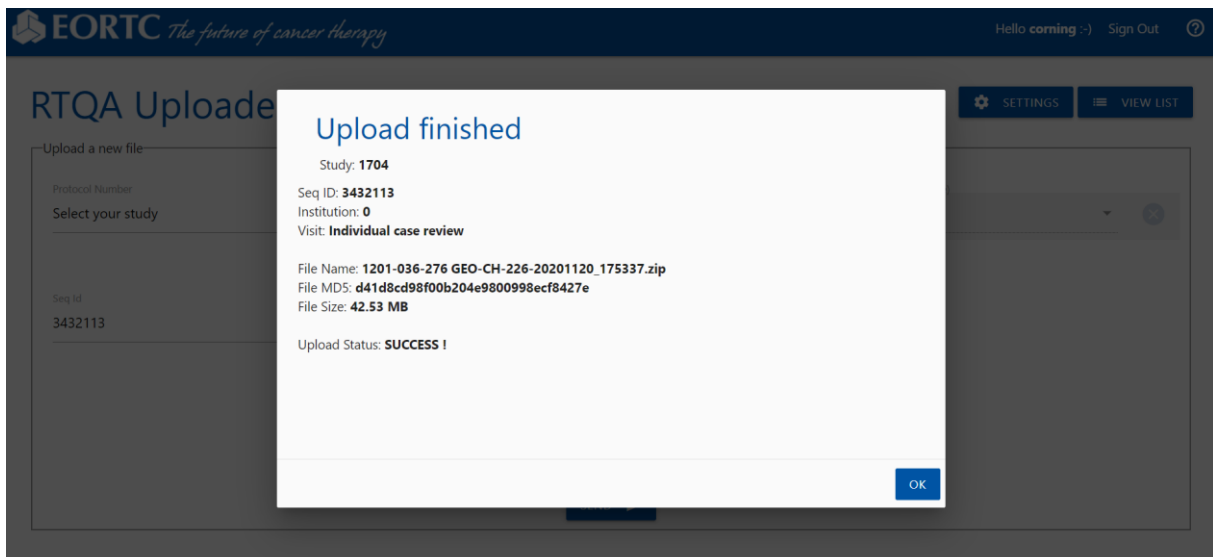 EORTC The future of cancer therapy
Hello corning :-) Sign Out
RTQA Uploade
SETTINGS
VIEW LIST
Upload a new file
Protocol Number
Select your study
Seq Id
3432113
Upload finished
Study: 1704
Seq ID: 3432113
Institution: 0
Visit: Individual case review
File Name: 1201-036-276 GEO-CH-226-20201120_175337.zip
File MD5: d41d8cd98f00b204e9800998ecf8427e
File Size: 42.53 MB
Upload Status: SUCCESS !
OK